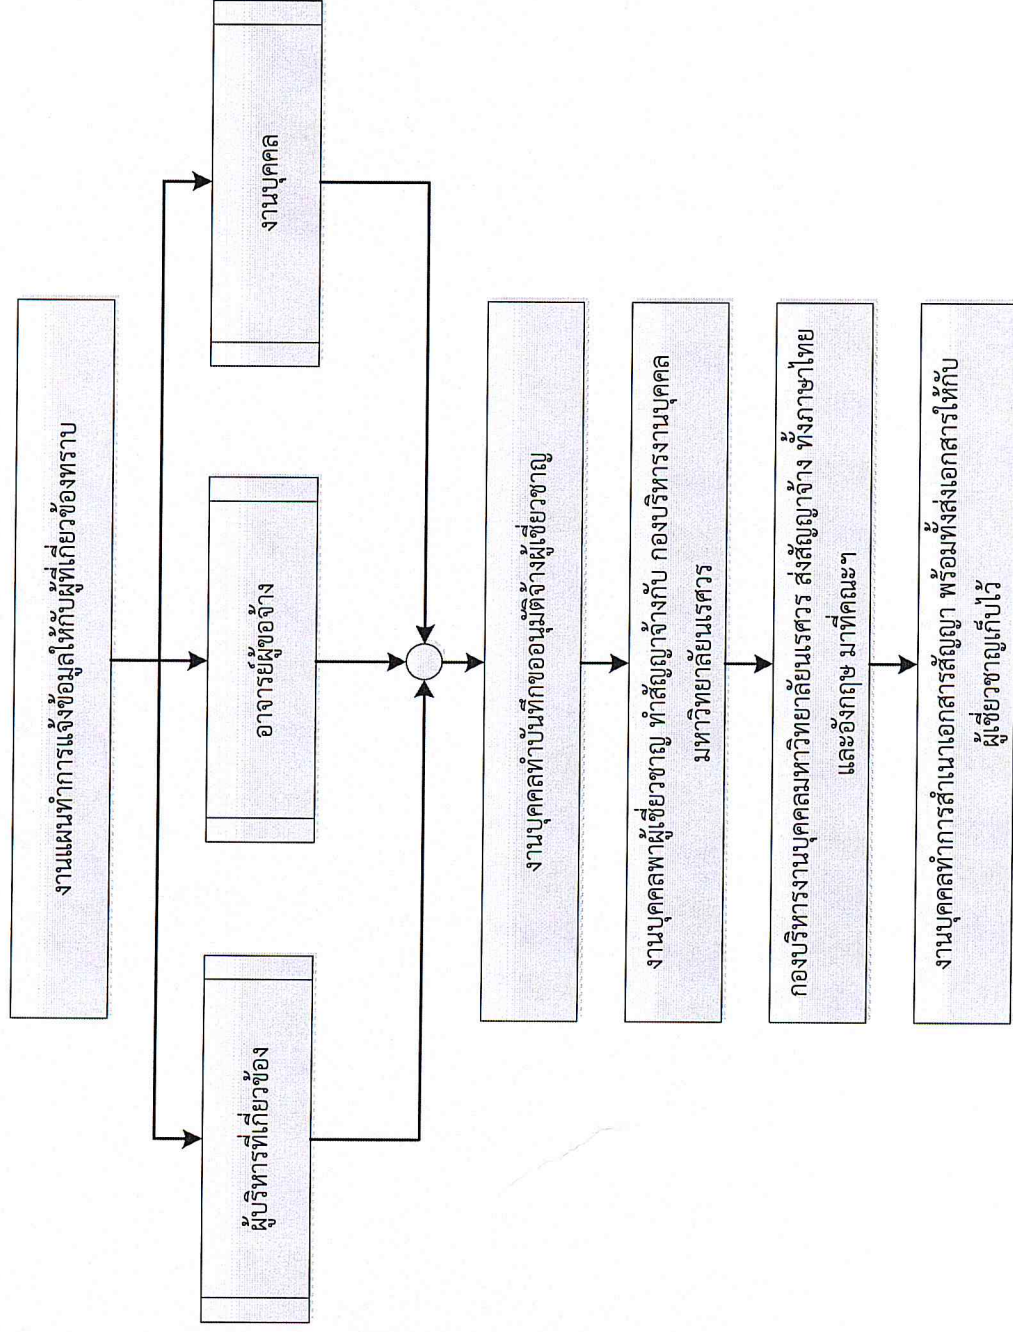 งานแผนทำการแจ้งข้อมูลให้กับผู้ที่เกี่ยวข้องทราบ
ผู้บริหารที่เกี่ยวข้อง
อาจารย์ผู้ขอจ้าง
งานบุคคล
งานบุคคลทำบันทึกขออนุมัติจ้างผู้เชี่ยวชาญ
งานบุคคลพาผู้เชี่ยวชาญ ทำสัญญาจ้างกับ กองบริหารงานบุคคล
มหาวิทยาลัยนเรศวร
กองบริหารงานบุคคลมหาวิทยาลัยนเรศวร ส่งสัญญาจ้าง ทั้งภาษาไทย
และอังกฤษ มาที่คณะฯ
งานบุคคลทำการสำเนาเอกสารสัญญา พร้อมทั้งส่งเอกสารให้กับ
ผู้เชี่ยวชาญเก็บไว้